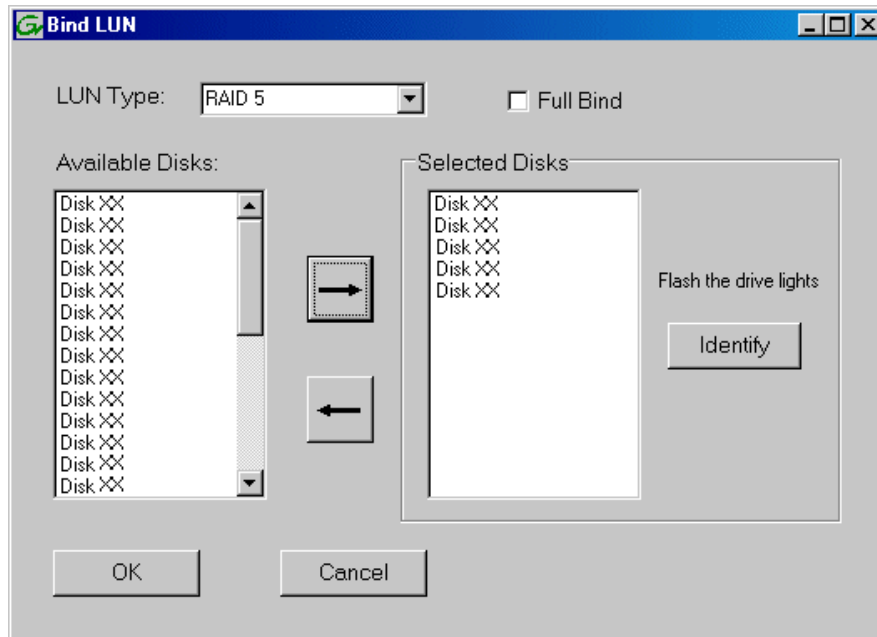 Bind LUN
LUN Type: RAID 5 Full Bind
Available Disks:
Disk XX
Disk XX
Disk XX
Disk XX
Disk XX
Disk XX
Disk XX
Disk XX
Disk XX
Disk XX
Disk XX
Disk XX
Disk XX
Disk XX
Selected Disks
Disk XX
Disk XX
Disk XX
Disk XX
Disk XX
Flash the drive lights
Identify
OK Cancel